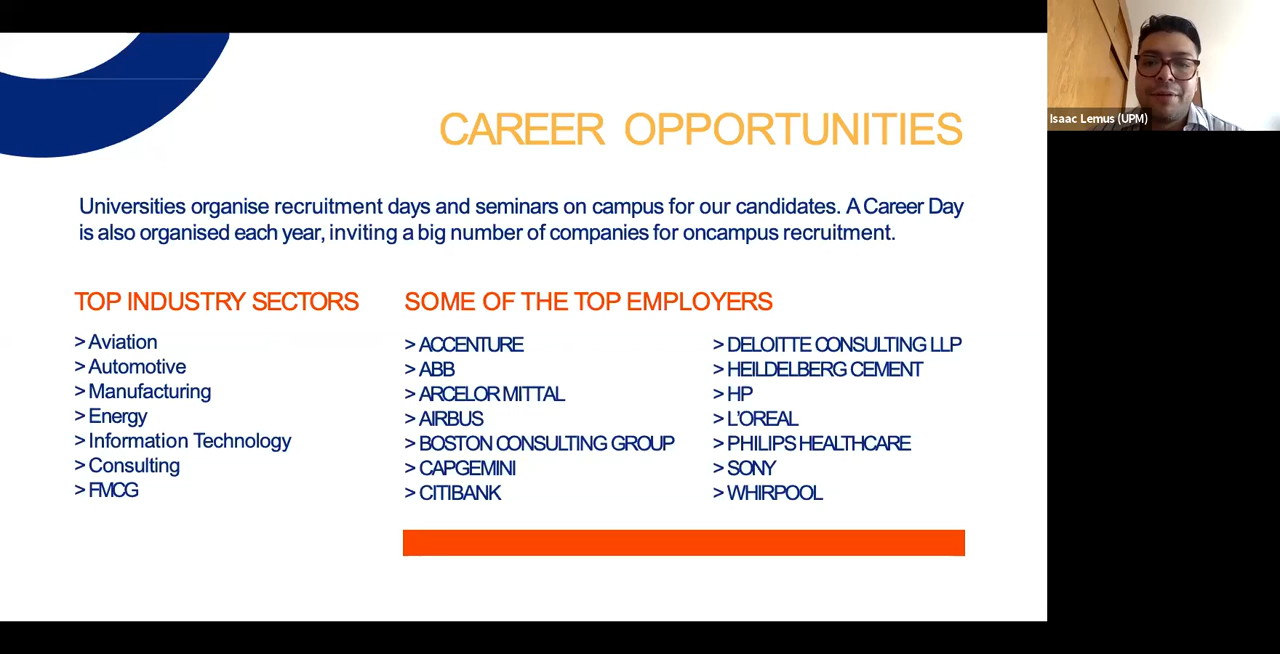 CAREER OPPORTUNITIES
Universities organise recruitment days and seminars on campus for our candidates. A Career Day
is also organised each year, inviting a big number of companies for oncampus recruitment.
TOP INDUSTRY SECTORS
> Aviation
> Automotive
> Manufacturing
> Energy
> Information Technology
> Consulting
> FMCG
SOME OF THE TOP EMPLOYERS
> ACCENTURE
> ABB
> ARCELOR MITTAL
> AIRBUS
> BOSTON CONSULTING GROUP
> CAPGEMINI
> CITIBANK
> DELOITTE CONSULTING LLP
> HEILDELBERG CEMENT
> HP
> L'OREAL
> PHILIPS HEALTHCARE
> SONY
> WHIRPOOL
Isaac Lemus (UPM)